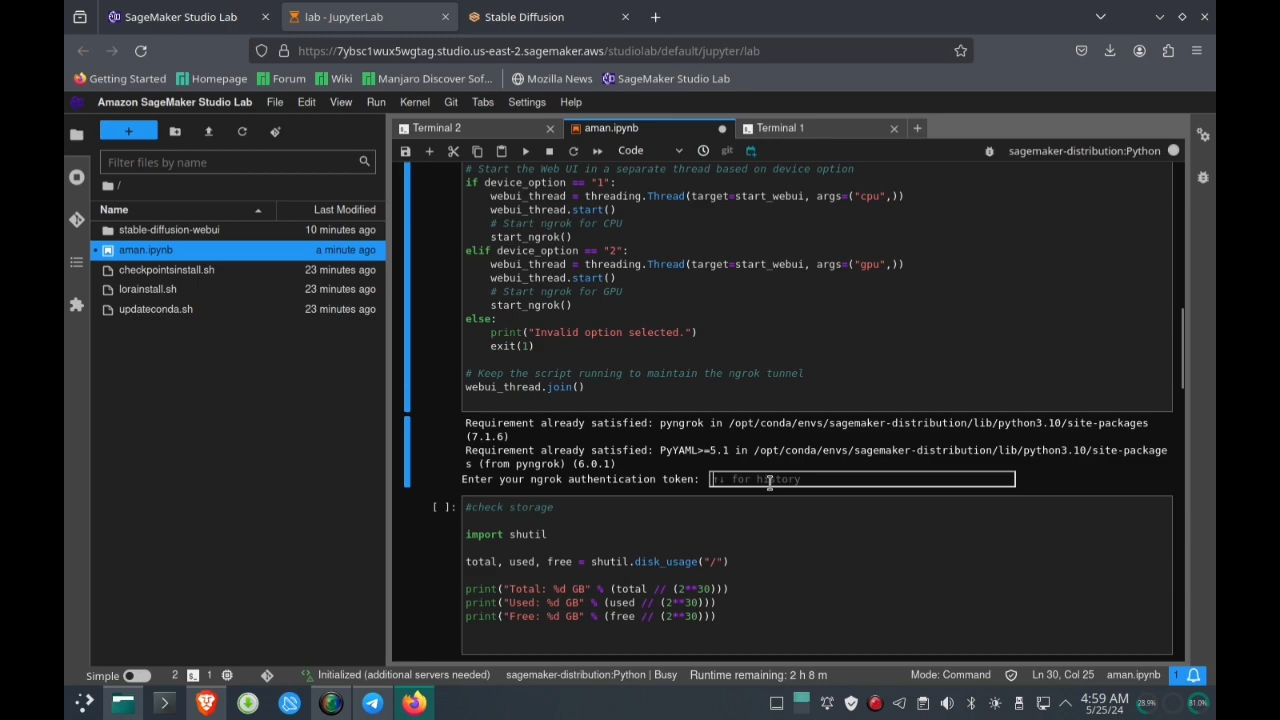 SageMaker Studio Lab
lab - JupyterLab
Stable Diffusion
https://7ybsc1wux5wgtag.studio.us-east-2.sagemaker.aws/studiolab/default/jupyter/lab
Getting Started
Homepage
Forum
Wiki
Manjaro Discover Sof...
Mozilla News
SageMaker Studio Lab
Amazon SageMaker Studio Lab
File
Edit
View
Run
Kernel
Git
Tabs
Settings
Help
Filter files by name
/
Name
Last Modified
stable-diffusion-webui
10 minutes ago
aman.ipynb
a minute ago
checkpointsinstall.sh
23 minutes ago
lorainstall.sh
23 minutes ago
updateconda.sh
23 minutes ago
Terminal 2
aman.ipynb
Terminal 1
Code
git
sagemaker-distribution:Python
# Start the Web UI in a separate thread based on device option
if device_option == "1":
webui_thread = threading.Thread(target=start_webui, args=("cpu",))
webui_thread.start()
# Start ngrok for CPU
start_ngrok()
elif device_option == "2":
webui_thread = threading.Thread(target=start_webui, args=("gpu",))
webui_thread.start()
# Start ngrok for GPU
start_ngrok()
else:
print("Invalid option selected.")
exit(1)
# Keep the script running to maintain the ngrok tunnel
webui_thread.join()
Requirement already satisfied: pyngrok in /opt/conda/envs/sagemaker-distribution/lib/python3.10/site-packages
(7.1.6)
Requirement already satisfied: PyYAML>=5.1 in /opt/conda/envs/sagemaker-distribution/lib/python3.10/site-package
s (from pyngrok) (6.0.1)
Enter your ngrok authentication token: ↑↓ for history
[ ]:
#check storage
import shutil
total, used, free = shutil.disk_usage("/")
print("Total: %d GB" % (total // (2**30)))
print("Used: %d GB" % (used // (2**30)))
print("Free: %d GB" % (free // (2**30)))
Simple
2
1
Initialized (additional servers needed)
sagemaker-distribution:Python | Busy
Runtime remaining: 2 h 8 m
Mode: Command
Ln 30, Col 25
aman.ipynb
1
4:59 AM
5/25/24
28.9%
81.0%